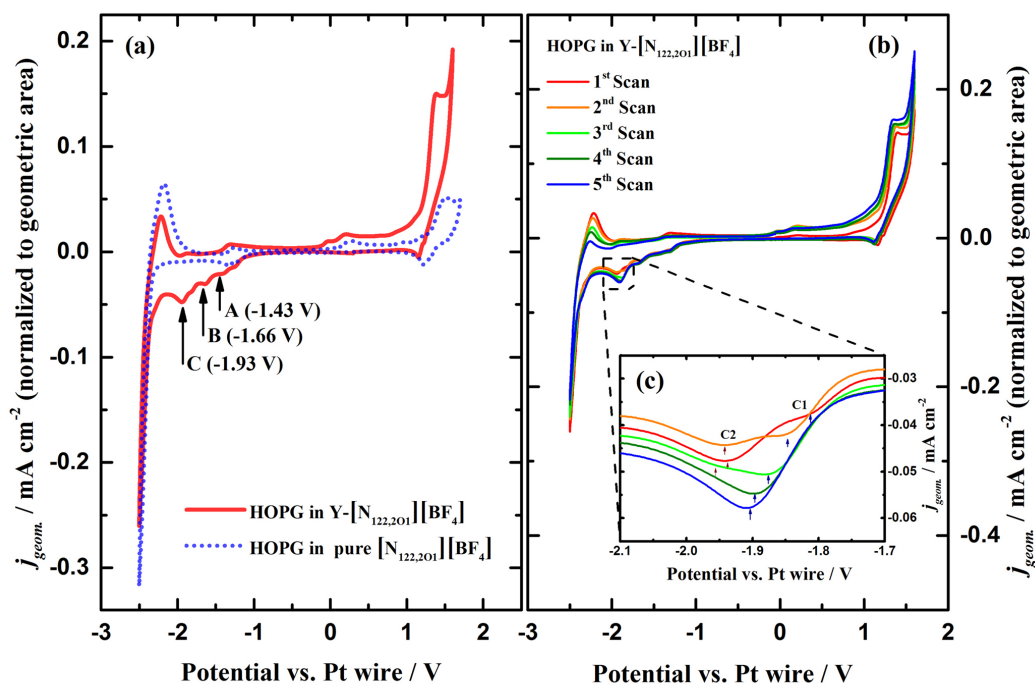 (a)
j geom. / mA cm-2 (normalized to geometric area)
0.2
0.1
0.0
-0.1
-0.2
-0.3
A (-1.43 V)
B (-1.66 V)
C (-1.93 V)
HOPG in Y-[N122,2O1][BF4]
HOPG in pure [N122,2O1][BF4]
-3 -2 -1 0 1 2
Potential vs. Pt wire / V
(b)
HOPG in Y-[N122,2O1][BF4]
1st Scan
2nd Scan
3rd Scan
4th Scan
5th Scan
0.2
0.0
-0.2
-0.4
j geom. / mA cm-2 (normalized to geometric area)
(c)
C1
C2
-0.03
-0.04
-0.05
-0.06
j geom. / mA cm-2
-2.1 -2.0 -1.9 -1.8 -1.7
Potential vs. Pt wire / V
-3 -2 -1 0 1 2
Potential vs. Pt wire / V